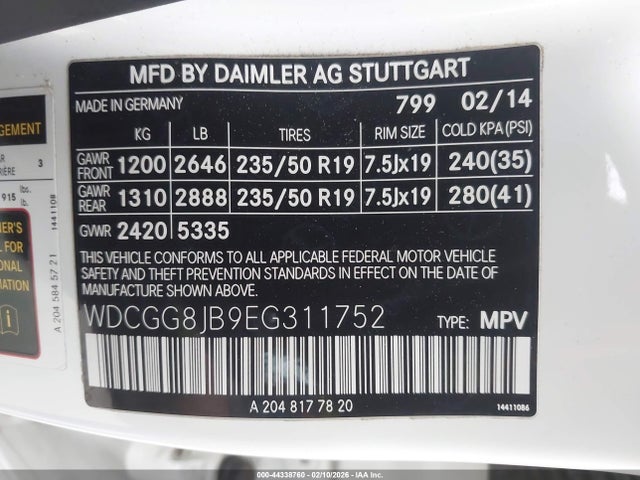 MFD BY DAIMLER AG STUTTGART
MADE IN GERMANY 799 02/14
KG LB TIRES RIM SIZE COLD KPA(PSI)
GAWR FRONT 1200 2646 235/50 R19 7.5Jx19 240(35)
GAWR REAR 1310 2888 235/50 R19 7.5Jx19 280(41)
GVWR 2420 5335
THIS VEHICLE CONFORMS TO ALL APPLICABLE FEDERAL MOTOR VEHICLE
SAFETY AND THEFT PREVENTION STANDARDS IN EFFECT ON THE DATE OF
MANUFACTURE SHOWN ABOVE.
WDCGG8JB9EG311752 TYPE: MPV
A 204 817 78 20
14411086
3
915 lbs.
A 204 584 57 21
000-44338760 - 02/10/2026 - IAAI.COM